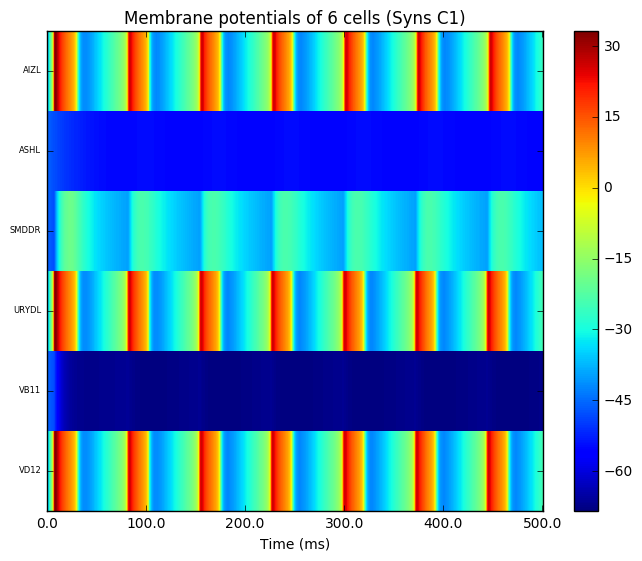 Membrane potentials of 6 cells (Syns C1)
AIZL
ASHL
SMDDR
URYDL
VB11
VD12
0.0 100.0 200.0 300.0 400.0 500.0
Time (ms)
30
15
0
−15
−30
−45
−60